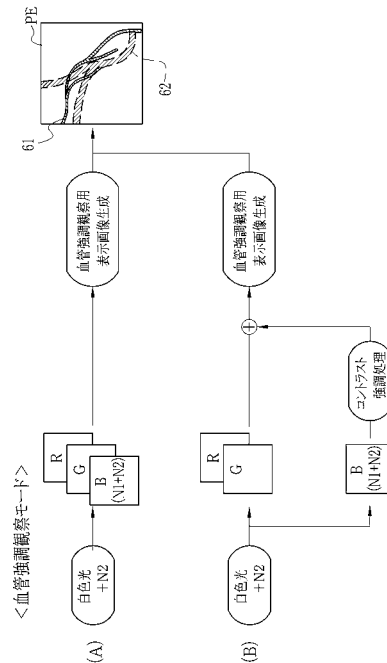 <血管強調観察モード>
(A)
白色光
+N2
R
G
B
(N1+N2)
血管強調観察用
表示画像生成
61
PE
62
(B)
白色光
+N2
R
G
B
(N1+N2)
コントラスト
強調処理
+
血管強調観察用
表示画像生成